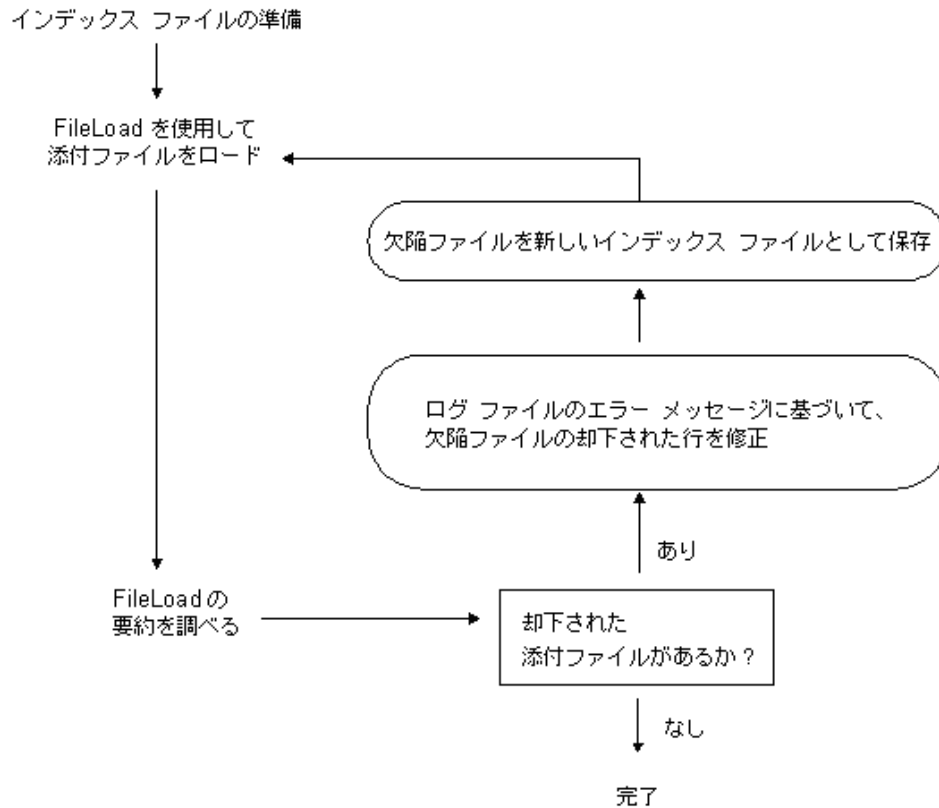 インデックス ファイルの準備
FileLoad を使用して
添付ファイルをロード
欠陥ファイルを新しいインデックス ファイルとして保存
ログ ファイルのエラー メッセージに基づいて、
欠陥ファイルの却下された行を修正
あり
FileLoad の
要約を調べる
却下された
添付ファイルがあるか？
なし
完了